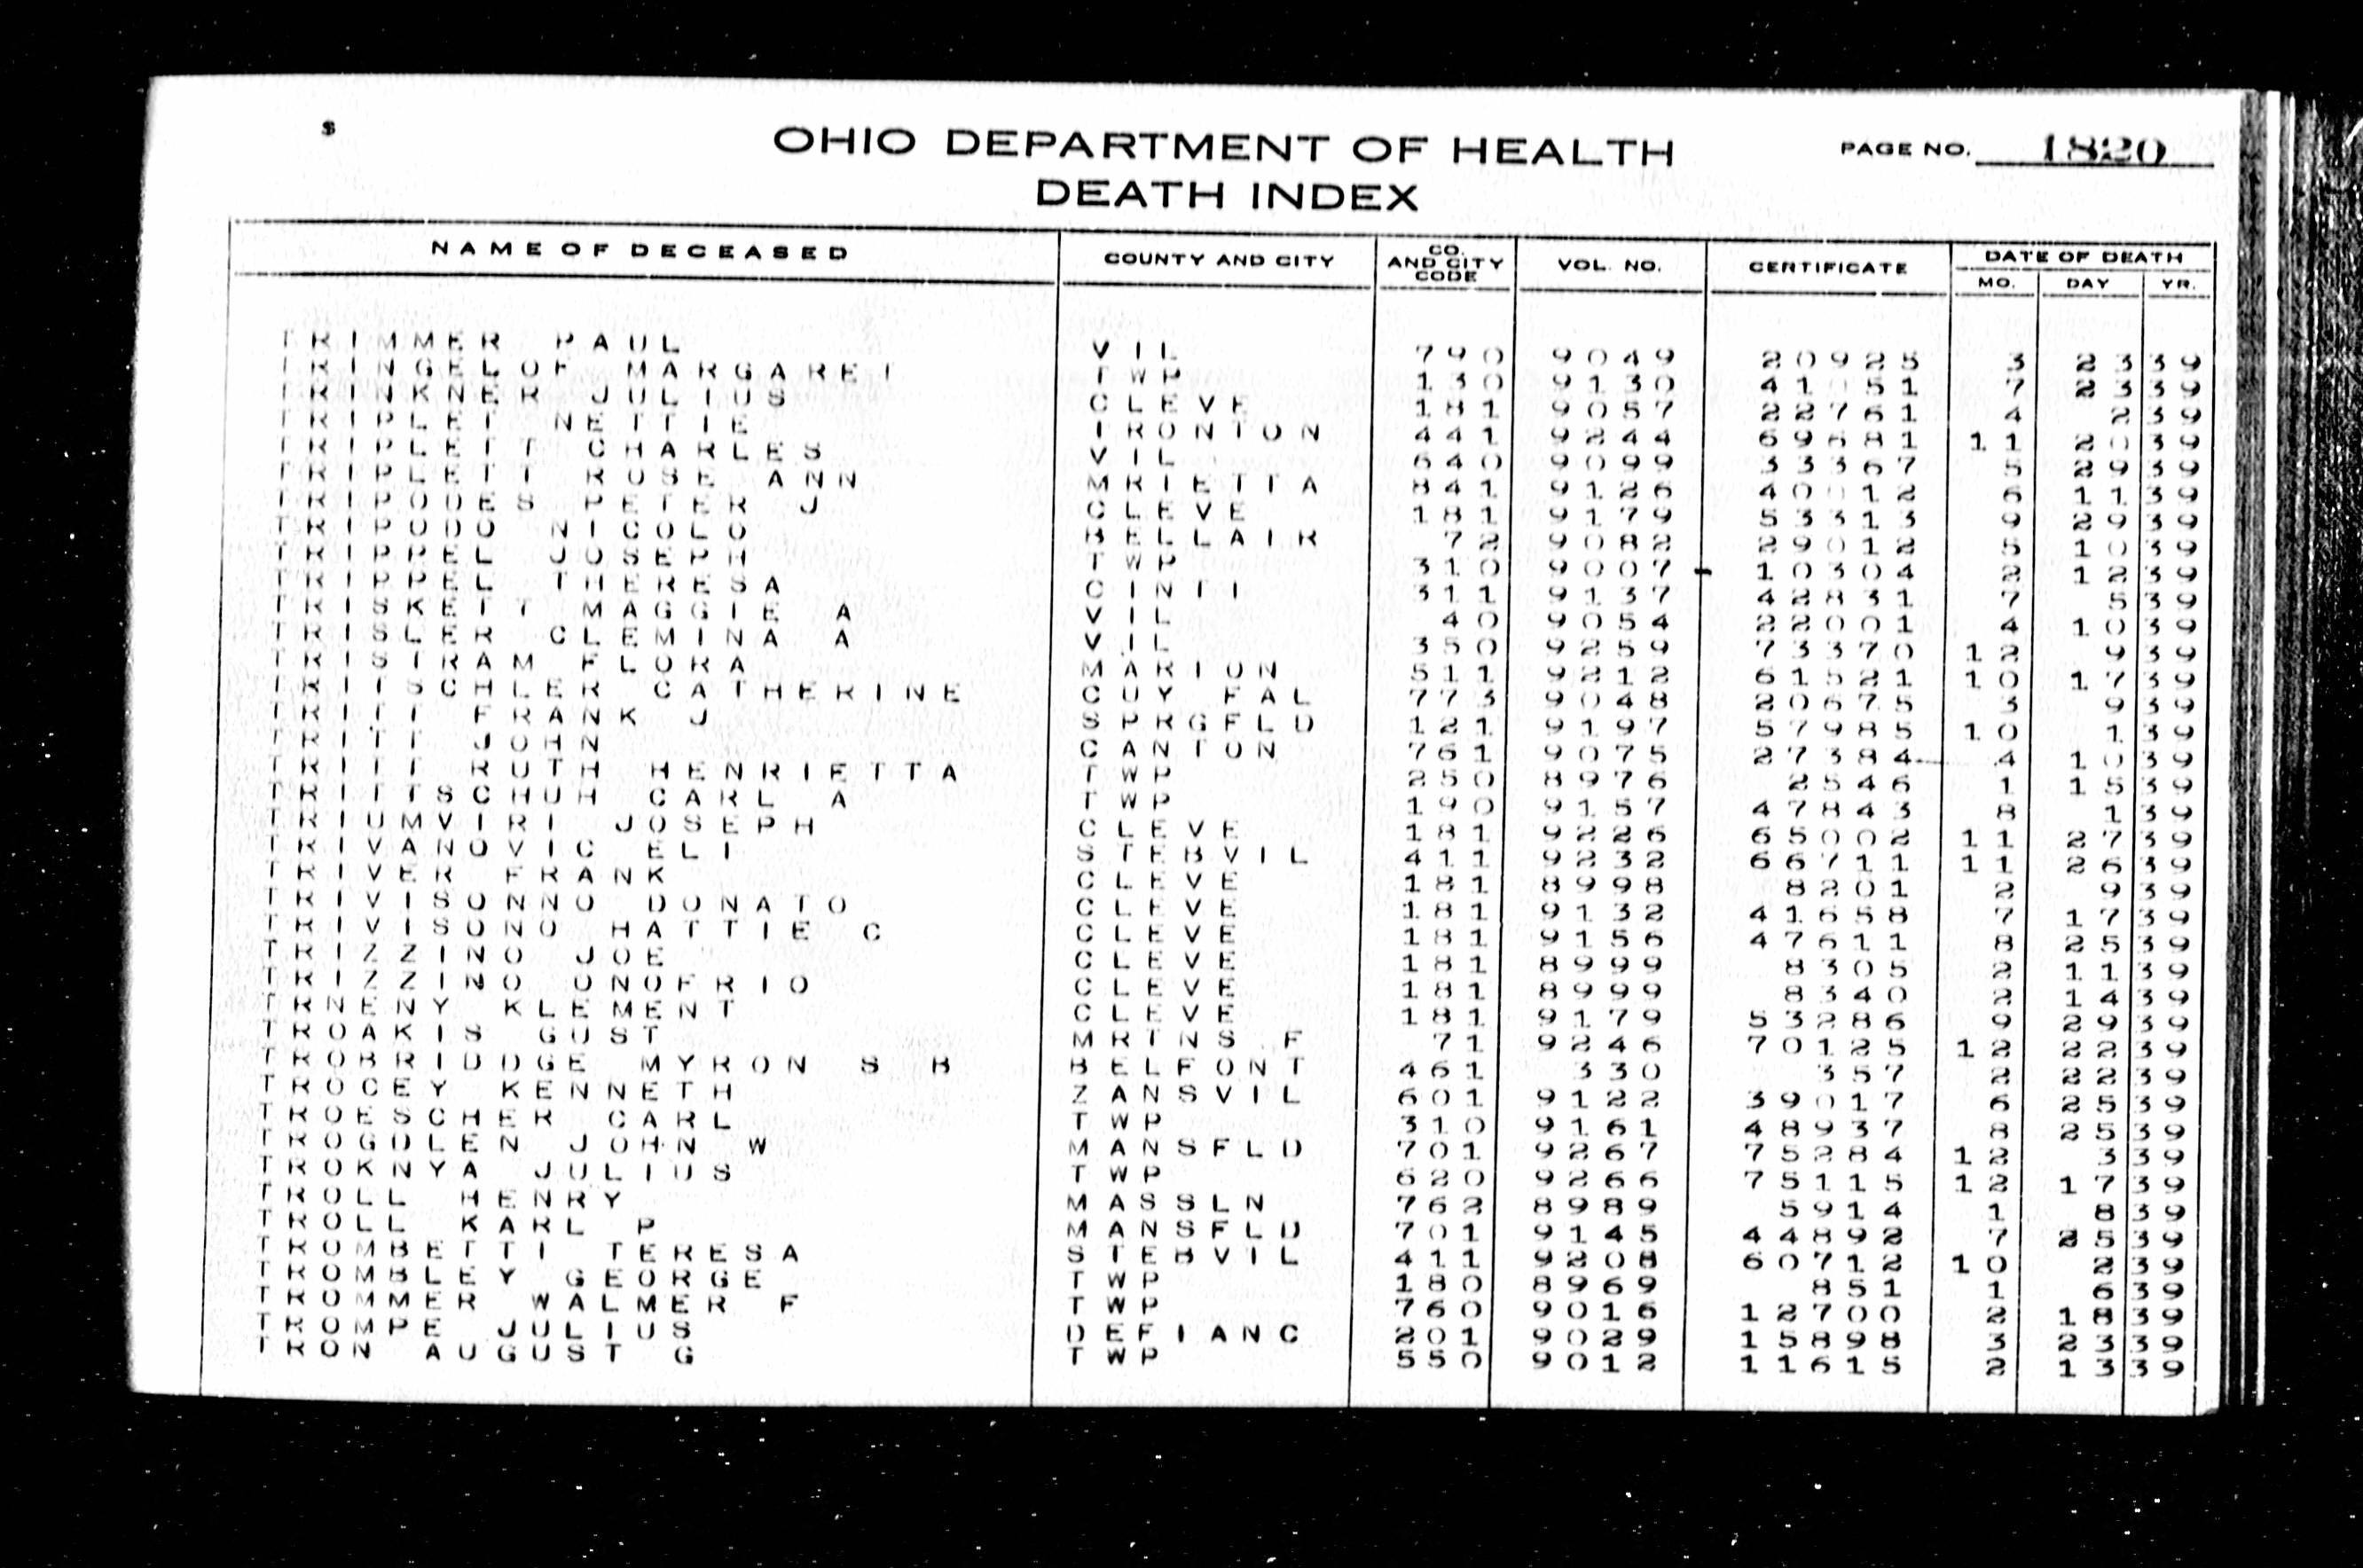 $
OHIO DEPARTMENT OF HEALTH PAGE NO. 1820
DEATH INDEX
NAME OF DECEASED COUNTY AND CITY CO. AND CITY CODE VOL. NO. CERTIFICATE DATE OF DEATH
MO. DAY YR.
TRIMMER PAUL VIL 790 9049 20925 3 23 39
TRINGELOF MARGARET TWP 130 9130 41051 7 23 39
TRINKNER JULIUS CLEVE 181 9057 22761 4 2 39
TRIPLET NETTIE IRONTON 441 9244 69681 11 20 39
TRIPLETT CHARLES VIL 640 9099 33367 5 29 39
TRIPLETT ROSE ANN MRIETTA 841 9126 40012 6 11 39
TRIPODES PETER J CLEVE 181 9179 53313 9 29 39
TRIPODO NICOLO BELLAIR 72 9082 29012 5 10 39
TRIPPEL JOSEPH TWP 310 9007 10304 2 12 39
TRIPPEL THERESA CINTI 311 9137 42831 7 5 39
TRISKETT MAGGIE A VIL 40 9054 22001 4 10 39
TRISLER CLEMINA A VIL 350 9259 73370 12 9 39
TRISTRAM FLORA MARION 511 9212 61521 10 17 39
TRITSCHLER CATHERINE CUY FAL 773 9048 20675 3 9 39
TRITT FRANK J SPRGFLD 121 9197 57985 10 1 39
TRITT JOHN CANTON 761 9075 27384 4 10 39
TRITT RUTH HENRIETTA TWP 250 8976 2546 1 15 39
TRITTSCHUH CARL A TWP 190 9157 47843 8 1 39
TRIUMVIRI JOSEPH CLEVE 181 9226 65002 11 27 39
TRIVANOVIC ELI STEBVIL 411 9232 66711 11 26 39
TRIVER FRANK CLEVE 181 8998 8201 2 9 39
TRIVISONNO DONATO CLEVE 181 9132 41658 7 17 39
TRIVISONO HATTIE C CLEVE 181 9156 47611 8 25 39
TRIZZINO JOE CLEVE 181 8999 8305 2 11 39
TRIZZINO ONOFRIO CLEVE 181 8999 8340 2 14 39
TRNENY KLEMENT CLEVE 181 9179 53286 9 29 39
TROAKIS GUST MRTNS F 71 9246 70125 12 22 39
TROBRIDDGE MYRON S B BELFONT 461 330 357 2 22 39
TROCEY KENNETH ZANSVIL 601 9122 39017 6 25 39
TROESCHER CARL TWP 310 9161 48937 8 25 39
TROGDLEN JOHN W MANSFLD 701 9267 75284 12 3 39
TROKNYA JULIUS TWP 620 9266 75115 12 17 39
TROLL HENRY MASSLN 762 8989 5914 1 8 39
TROLL KARL P MANSFLD 701 9145 44892 7 25 39
TROMBETTI TERESA STEBVIL 411 9208 60712 10 2 39
TROMBLEY GEORGE TWP 180 8969 851 1 6 39
TROMMER WALMER F TWP 760 9016 12700 2 18 39
TROMPE JULIUS DEFIANC 201 9029 15898 3 23 39
TRON AUGUST G TWP 550 9012 11615 2 13 39